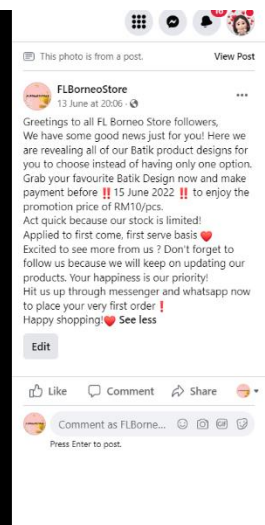 This photo is from a post.
View Post
FLBorneoStore
13 June at 20:06 ·
Greetings to all FL Borneo Store followers,
We have some good news just for you! Here we
are revealing all of our Batik product designs for
you to choose instead of having only one option.
Grab your favourite Batik Design now and make
payment before ‼️15 June 2022 ‼️ to enjoy the
promotion price of RM10/pcs.
Act quick because our stock is limited!
Applied to first come, first serve basis ❤️
Excited to see more from us ? Don't forget to
follow us because we will keep on updating our
products. Your happiness is our priority!
Hit us up through messenger and whatsapp now
to place your very first order❗
Happy shopping!❤️ See less
Edit
Like Comment Share
Comment as FLBorne...
GIF
Press Enter to post.